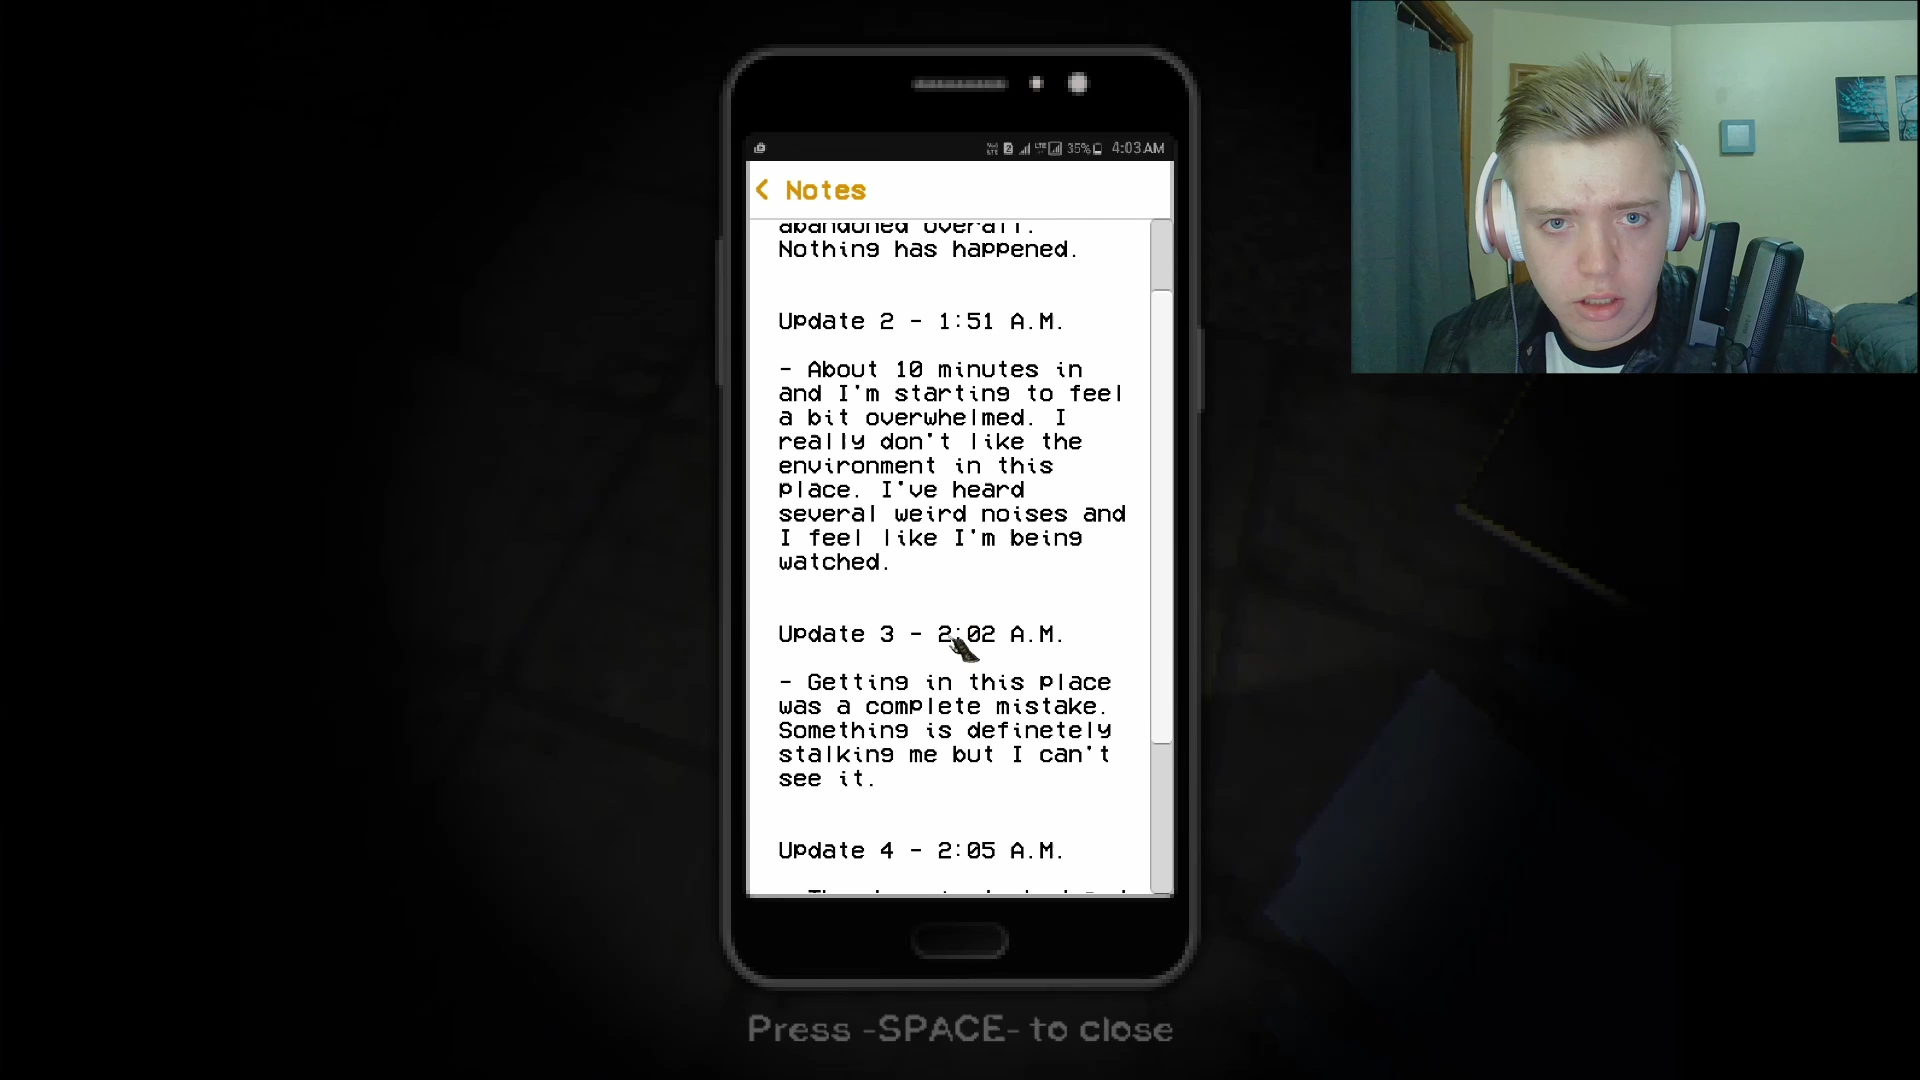 35% 4:03 AM
< Notes
abandoned overall.
Nothing has happened.
Update 2 - 1:51 A.M.
- About 10 minutes in
and I'm starting to feel
a bit overwhelmed. I
really don't like the
environment in this
place. I've heard
several weird noises and
I feel like I'm being
watched.
Update 3 - 2:02 A.M.
- Getting in this place
was a complete mistake.
Something is definetely
stalking me but I can't
see it.
Update 4 - 2:05 A.M.
Press -SPACE- to close